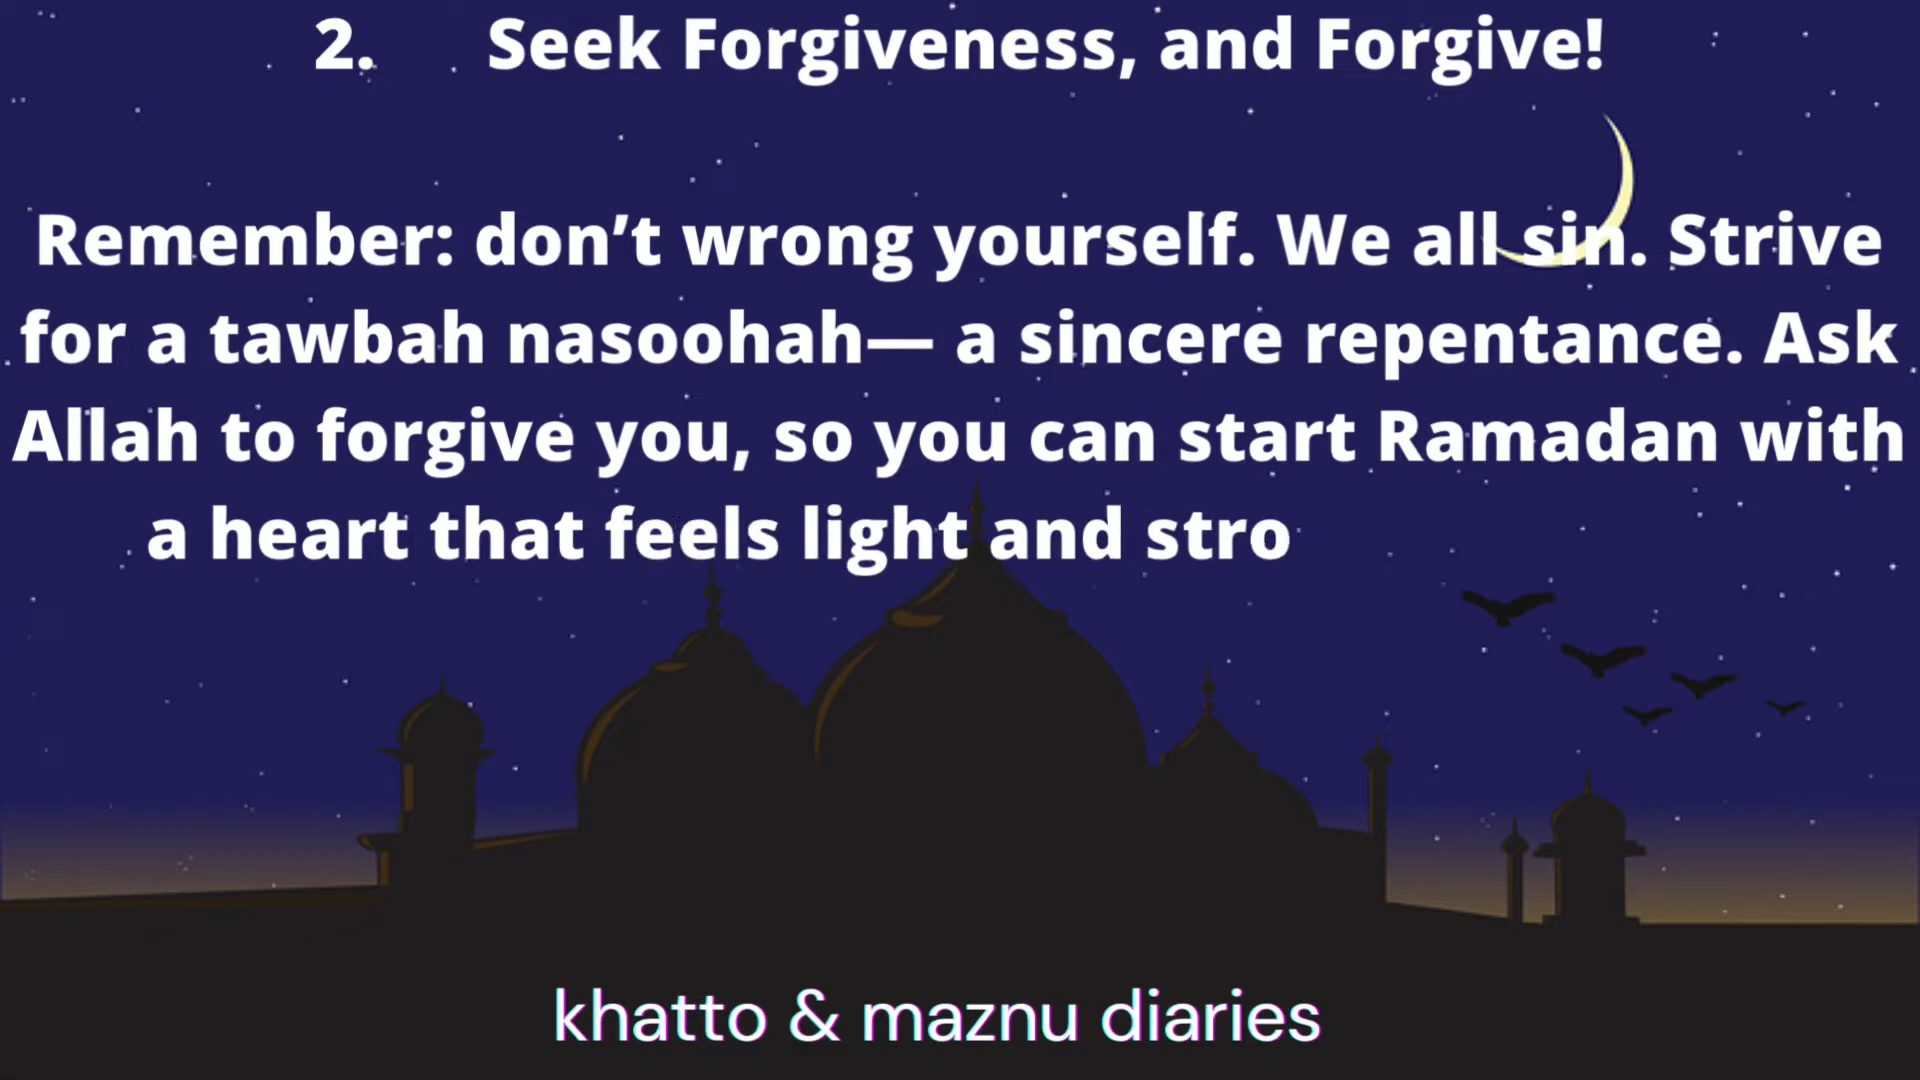 2. Seek Forgiveness, and Forgive!
Remember: don’t wrong yourself. We all sin. Strive
for a tawbah nasoohah— a sincere repentance. Ask
Allah to forgive you, so you can start Ramadan with
a heart that feels light and stro
khatto & maznu diaries